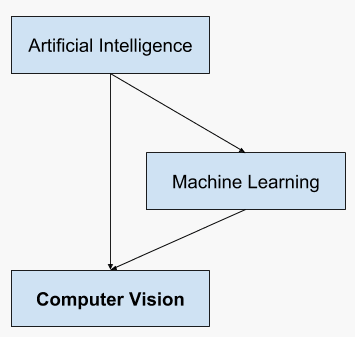 Artificial Intelligence
Machine Learning
Computer Vision